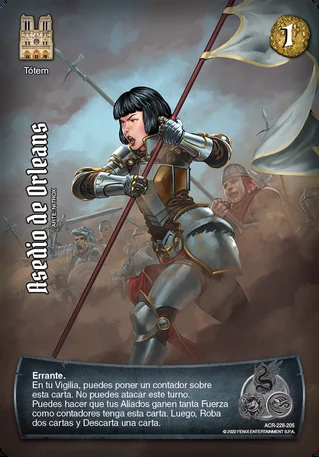 1
Tótem
Asedio de Orleans
ARTE: NUTHOX
Errante.
En tu Vigilia, puedes poner un contador sobre
esta carta. No puedes atacar este turno.
Puedes hacer que tus Aliados ganen tanta Fuerza
como contadores tenga esta carta. Luego, Roba
dos cartas y Descarta una carta.
ACR-228-205
© 2022 FENIX ENTERTAINMENT S.P.A.